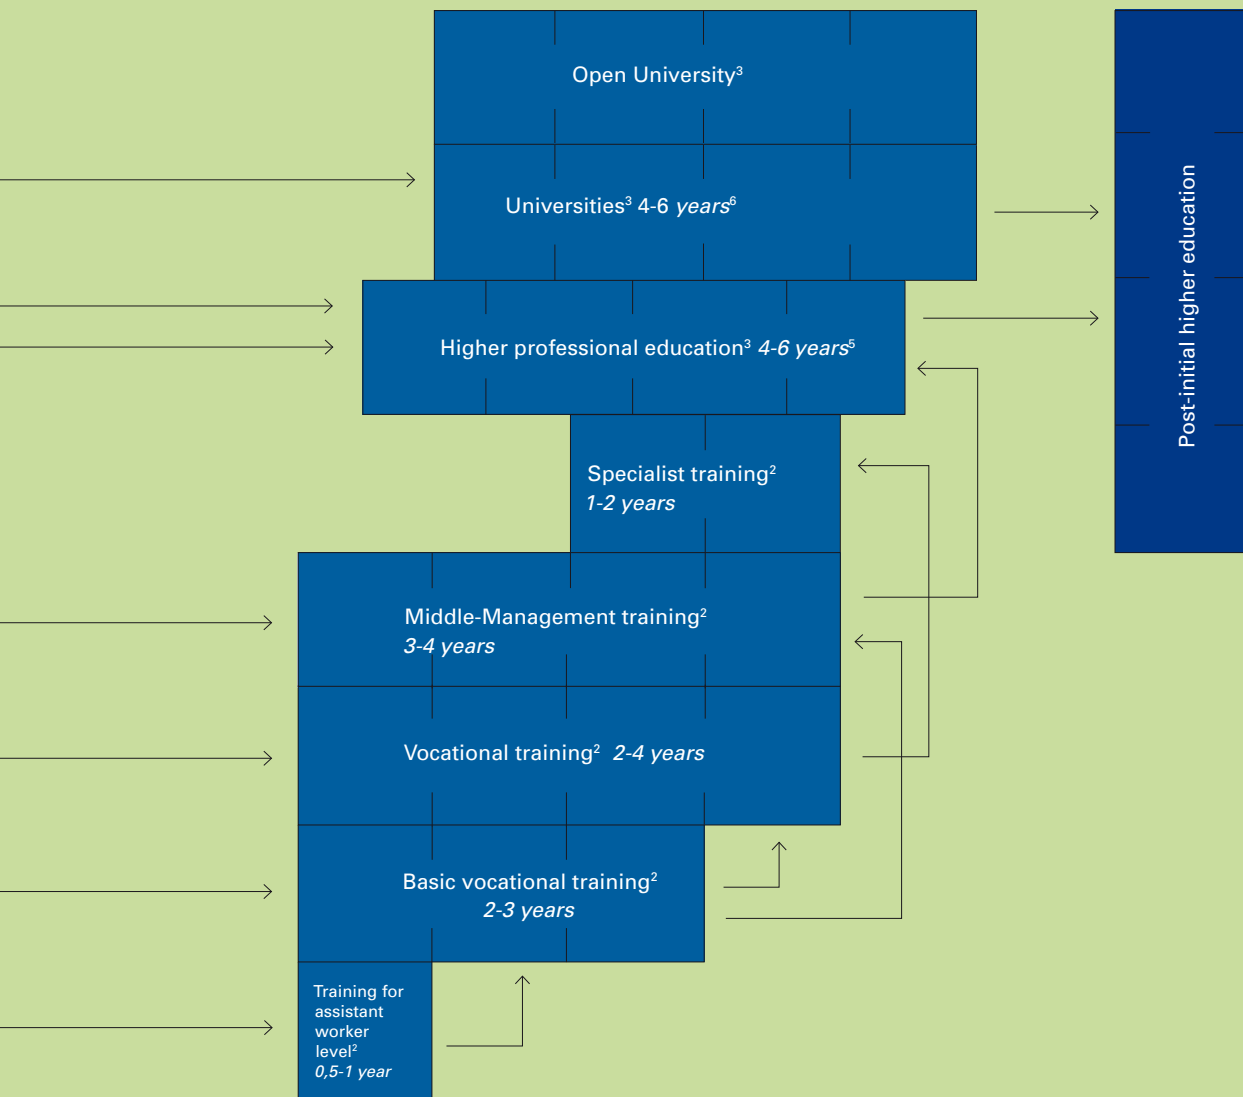 Open University³
Universities³ 4-6 years⁶
Higher professional education³ 4-6 years⁵
Post-initial higher education
Specialist training²
1-2 years
Middle-Management training²
3-4 years
Vocational training² 2-4 years
Basic vocational training²
2-3 years
Training for
assistant
worker
level²
0,5-1 year